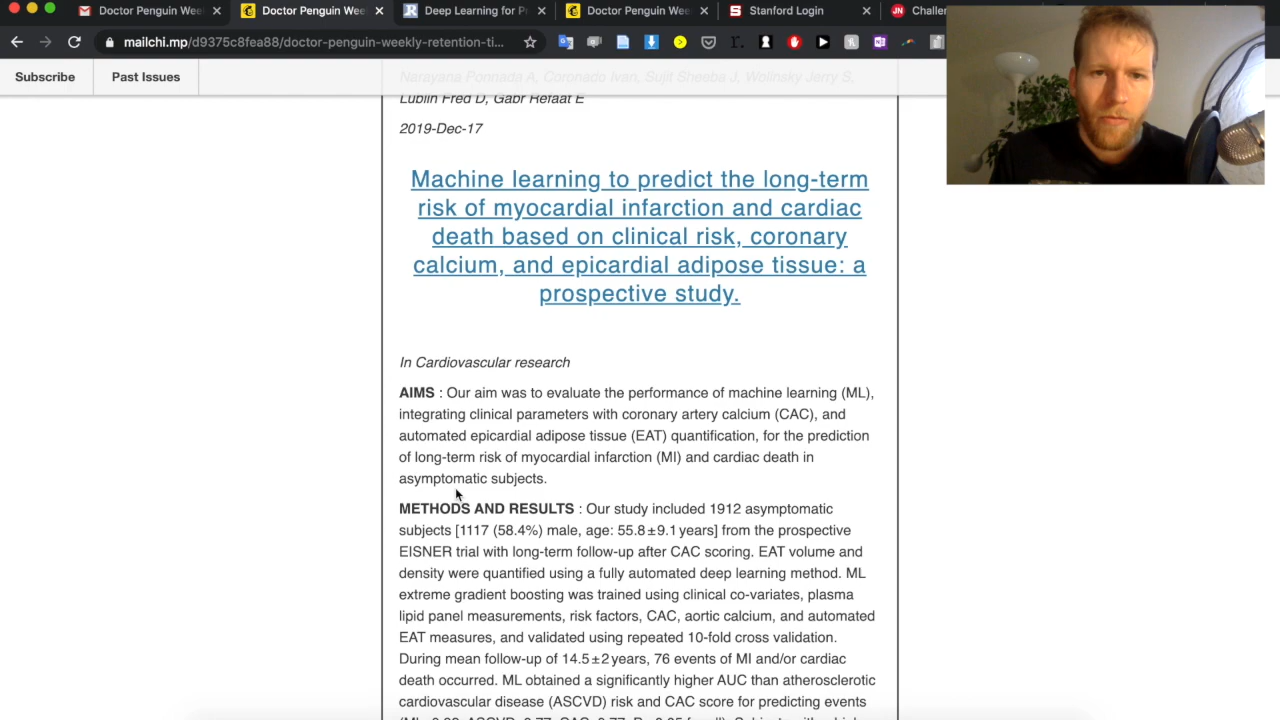 Doctor Penguin Wee
Doctor Penguin Wee
Deep Learning for P
Doctor Penguin Wee
Stanford Login
Challen
mailchi.mp/d9375c8fea88/doctor-penguin-weekly-retention-ti...
Subscribe
Past Issues
Narayana Ponnada A, Coronado Ivan, Sujit Sheeba J, Wolinsky Jerry S,
Lublin Fred D, Gabr Refaat E
2019-Dec-17
Machine learning to predict the long-term
risk of myocardial infarction and cardiac
death based on clinical risk, coronary
calcium, and epicardial adipose tissue: a
prospective study.
In Cardiovascular research
AIMS : Our aim was to evaluate the performance of machine learning (ML),
integrating clinical parameters with coronary artery calcium (CAC), and
automated epicardial adipose tissue (EAT) quantification, for the prediction
of long-term risk of myocardial infarction (MI) and cardiac death in
asymptomatic subjects.
METHODS AND RESULTS : Our study included 1912 asymptomatic
subjects [1117 (58.4%) male, age: 55.8±9.1 years] from the prospective
EISNER trial with long-term follow-up after CAC scoring. EAT volume and
density were quantified using a fully automated deep learning method. ML
extreme gradient boosting was trained using clinical co-variates, plasma
lipid panel measurements, risk factors, CAC, aortic calcium, and automated
EAT measures, and validated using repeated 10-fold cross validation.
During mean follow-up of 14.5±2 years, 76 events of MI and/or cardiac
death occurred. ML obtained a significantly higher AUC than atherosclerotic
cardiovascular disease (ASCVD) risk and CAC score for predicting events